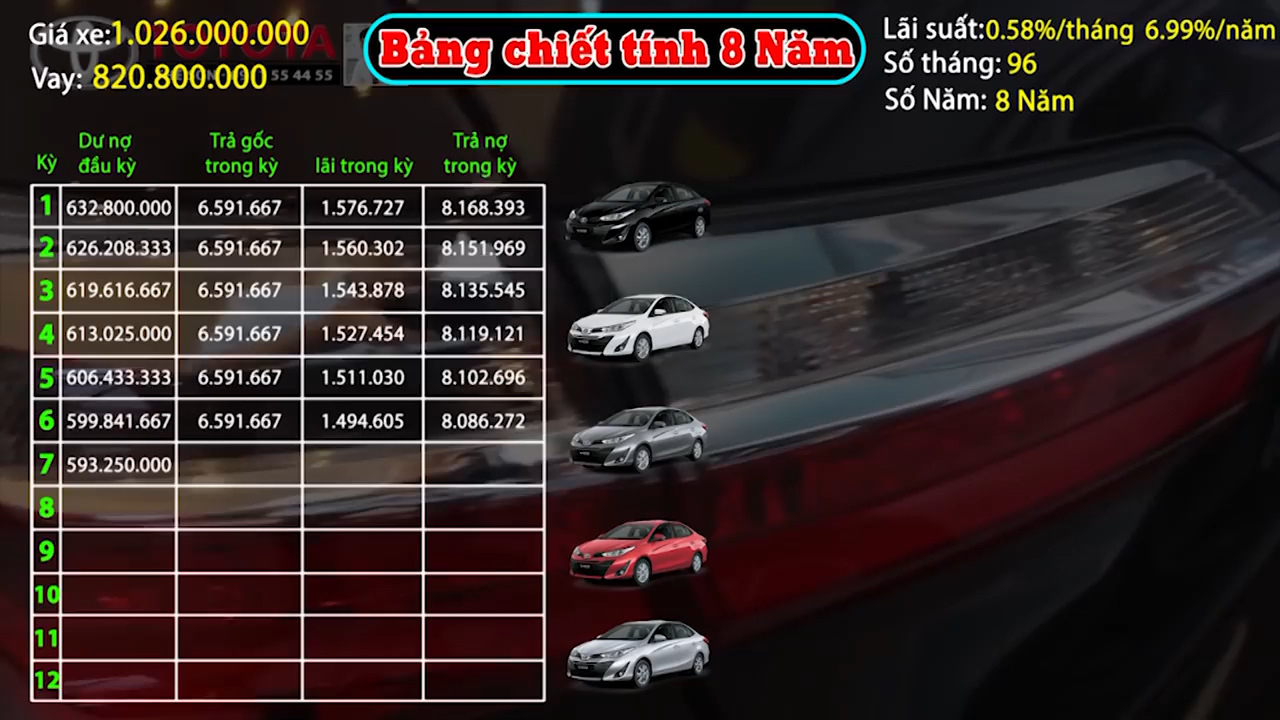 Giá xe:1.026.000.000
Vay: 820.800.000
55 44 55
Bảng chiết tính 8 Năm
Lãi suất:0.58%/tháng 6.99%/năm
Số tháng: 96
Số Năm: 8 Năm
Kỳ Dư nợ đầu kỳ Trả gốc trong kỳ lãi trong kỳ Trả nợ trong kỳ
1 632.800.000 6.591.667 1.576.727 8.168.393
2 626.208.333 6.591.667 1.560.302 8.151.969
3 619.616.667 6.591.667 1.543.878 8.135.545
4 613.025.000 6.591.667 1.527.454 8.119.121
5 606.433.333 6.591.667 1.511.030 8.102.696
6 599.841.667 6.591.667 1.494.605 8.086.272
7 593.250.000
8
9
10
11
12